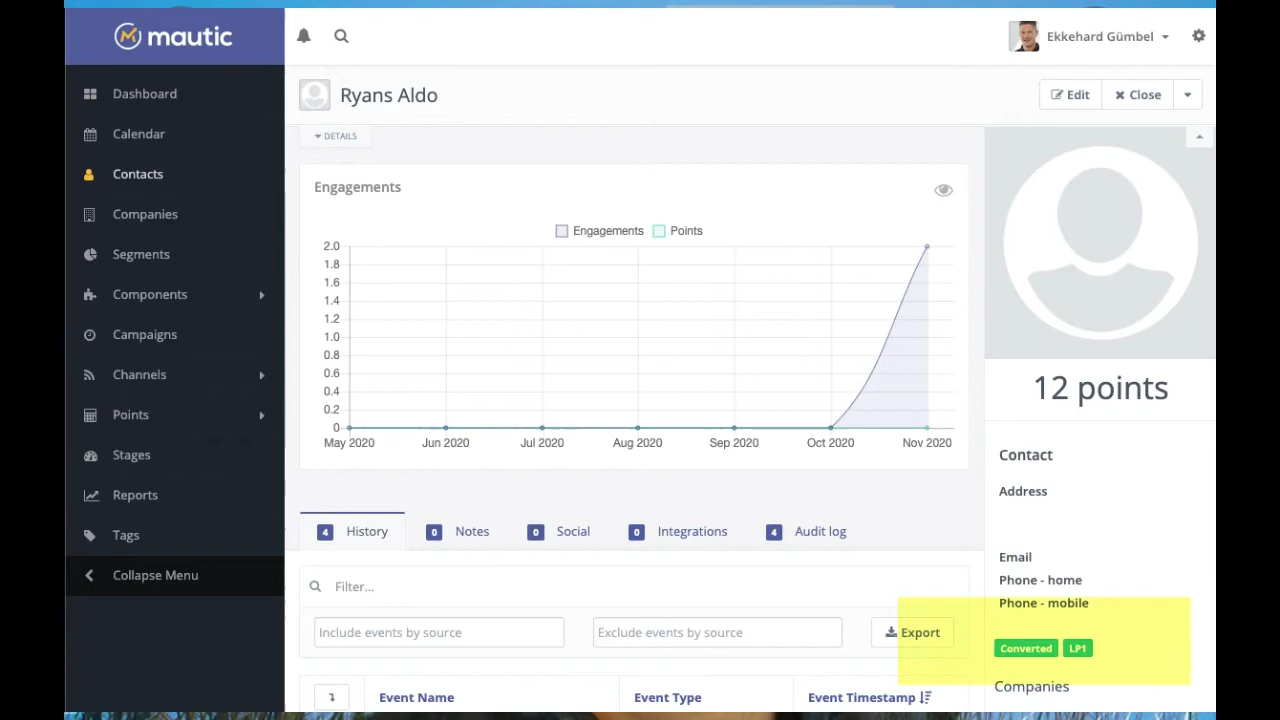 mautic
Ekkehard Gümbel
Ryans Aldo
Edit
Close
Dashboard
Calendar
Contacts
Companies
Segments
Components
Campaigns
Channels
Points
Stages
Reports
Tags
Collapse Menu
DETAILS
Engagements
Engagements Points
2.0
1.8
1.6
1.4
1.2
1.0
0.8
0.6
0.4
0.2
0
May 2020 Jun 2020 Jul 2020 Aug 2020 Sep 2020 Oct 2020 Nov 2020
4 History 0 Notes 0 Social 0 Integrations 4 Audit log
Filter...
Include events by source Exclude events by source Export
Event Name Event Type Event Timestamp
12 points
Contact
Address
Email
Phone - home
Phone - mobile
Converted LP1
Companies